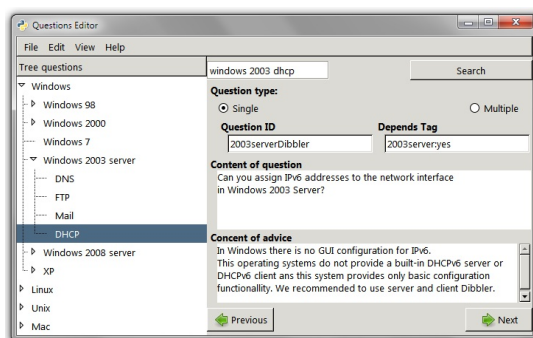 Questions Editor
File Edit View Help
Tree questions
Windows
Windows 98
Windows 2000
Windows 7
Windows 2003 server
DNS
FTP
Mail
DHCP
Windows 2008 server
XP
Linux
Unix
Mac
windows 2003 dhcp
Search
Question type:
Single
Multiple
Question ID
Depends Tag
2003serverDibbler
2003server:yes
Content of question
Can you assign IPv6 addresses to the network interface
in Windows 2003 Server?
Concent of advice
In Windows there is no GUI configuration for IPv6.
This operating systems do not provide a built-in DHCPv6 server or
DHCPv6 client ans this system provides only basic configuration
functionallity. We recommended to use server and client Dibbler.
Previous
Next